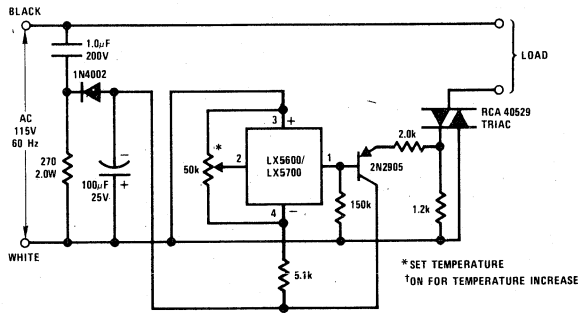 BLACK
1.0µF
200V
1N4002
AC
115V
60 Hz
270
2.0W
100µF
25V
−
+
WHITE
*
50k
2
3
+
LX5600/
LX5700
1
4
−
5.1k
150k
2N2905
2.0k
1.2k
LOAD
RCA 40529
TRIAC
*SET TEMPERATURE
†ON FOR TEMPERATURE INCREASE